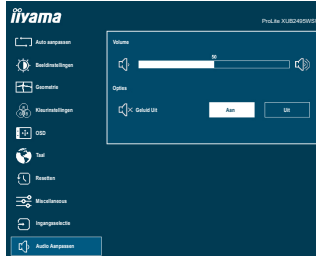 iiyama
ProLite XUB2495WSU
Auto aanpassen
Beeldinstellingen
Geometrie
Kleurinstellingen
OSD
Taal
Resetten
Miscellaneous
Ingangsselectie
Audio Aanpassen
Volume
50
Opties
Geluid Uit
Aan
Uit